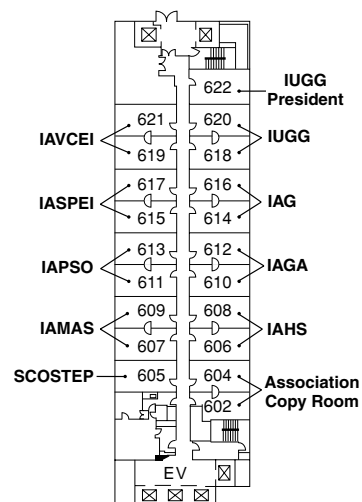 622
IUGG
President
621
620
IAVCEI
IUGG
619
618
617
616
IASPEI
IAG
615
614
613
612
IAPSO
IAGA
611
610
609
608
IAMAS
IAHS
607
606
SCOSTEP
605
604
Association
Copy Room
602
EV